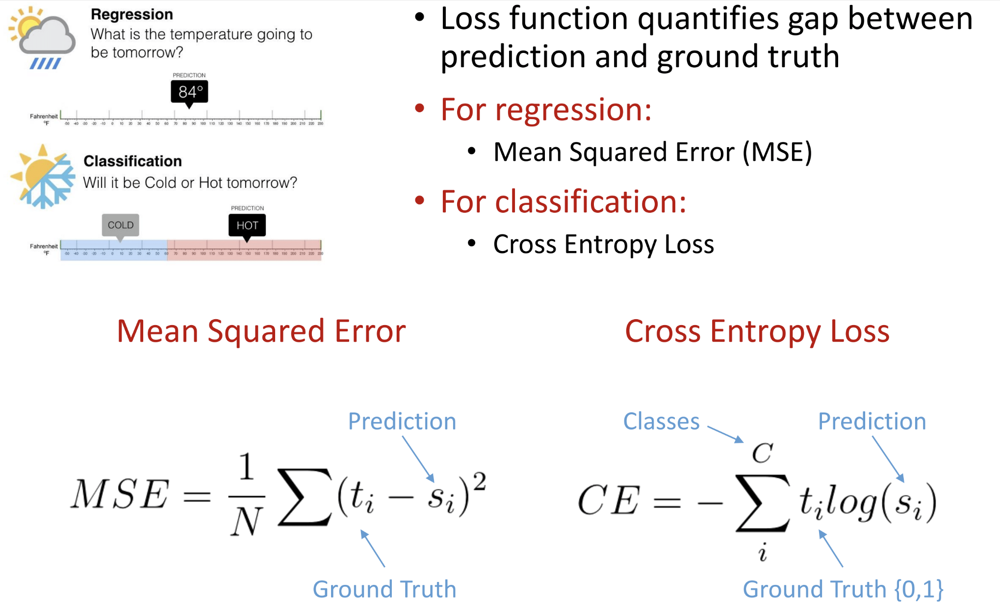 Regression
What is the temperature going to
be tomorrow?
PREDICTION
84°
Fahrenheit
°F
-50 -40 -30 -20 -10 0 10 20 30 40 50 60 70 80 90 100 110 120 130 140 150 160 170 180 190 200 210 220 230
Classification
Will it be Cold or Hot tomorrow?
PREDICTION
COLD
HOT
Fahrenheit
°F
-50 -40 -30 -20 -10 0 10 20 30 40 50 60 70 80 90 100 110 120 130 140 150 160 170 180 190 200 210 220 230
• Loss function quantifies gap between
prediction and ground truth
• For regression:
• Mean Squared Error (MSE)
• For classification:
• Cross Entropy Loss
Mean Squared Error
Prediction
MSE = 1/N ∑(t_i − s_i)²
Ground Truth
Cross Entropy Loss
Classes
Prediction
CE = −∑_i^C t_i log(s_i)
Ground Truth {0,1}